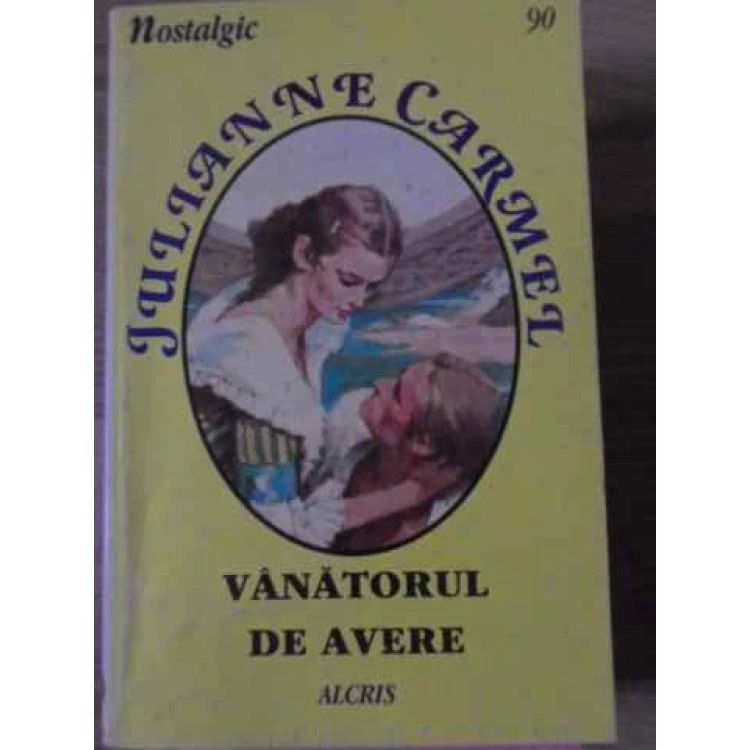 nostalgic
90
JULIANNE CARMEL
VÂNĂTORUL
DE AVERE
ALCRIS